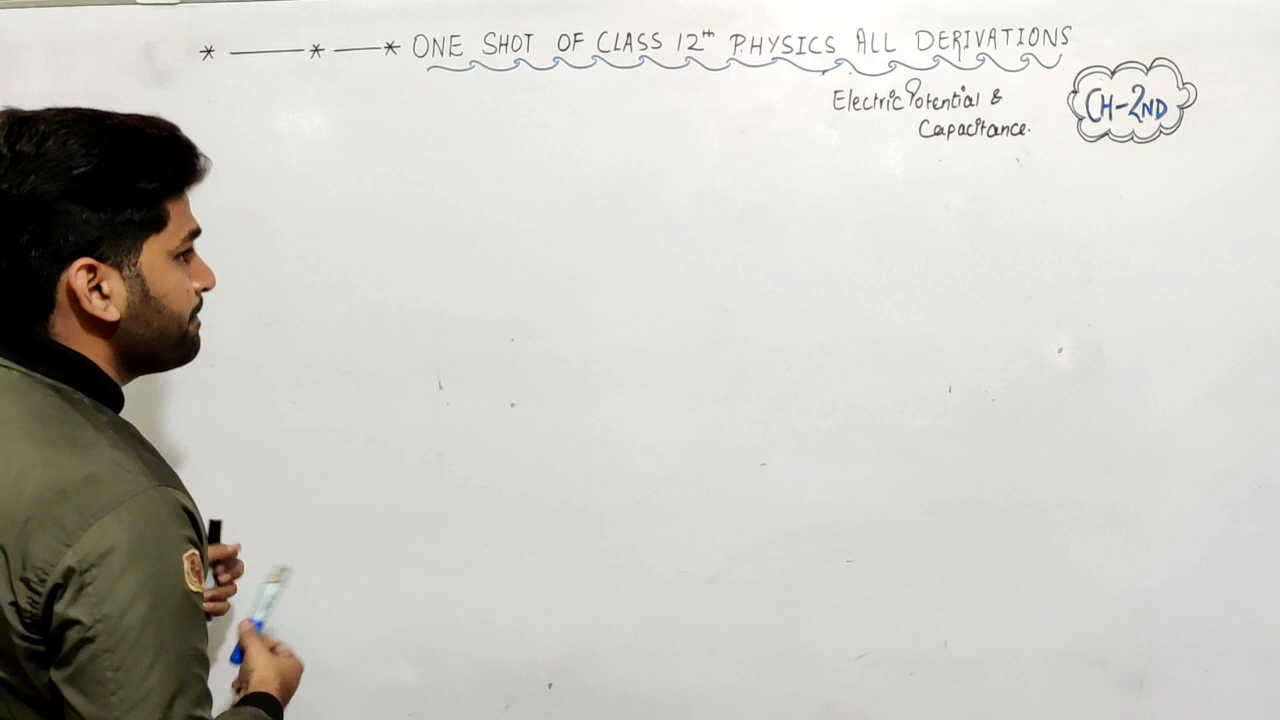 * —— * —— * ONE SHOT OF CLASS 12th PHYSICS ALL DERIVATIONS
Electric Potential &
Capacitance.
CH-2ND